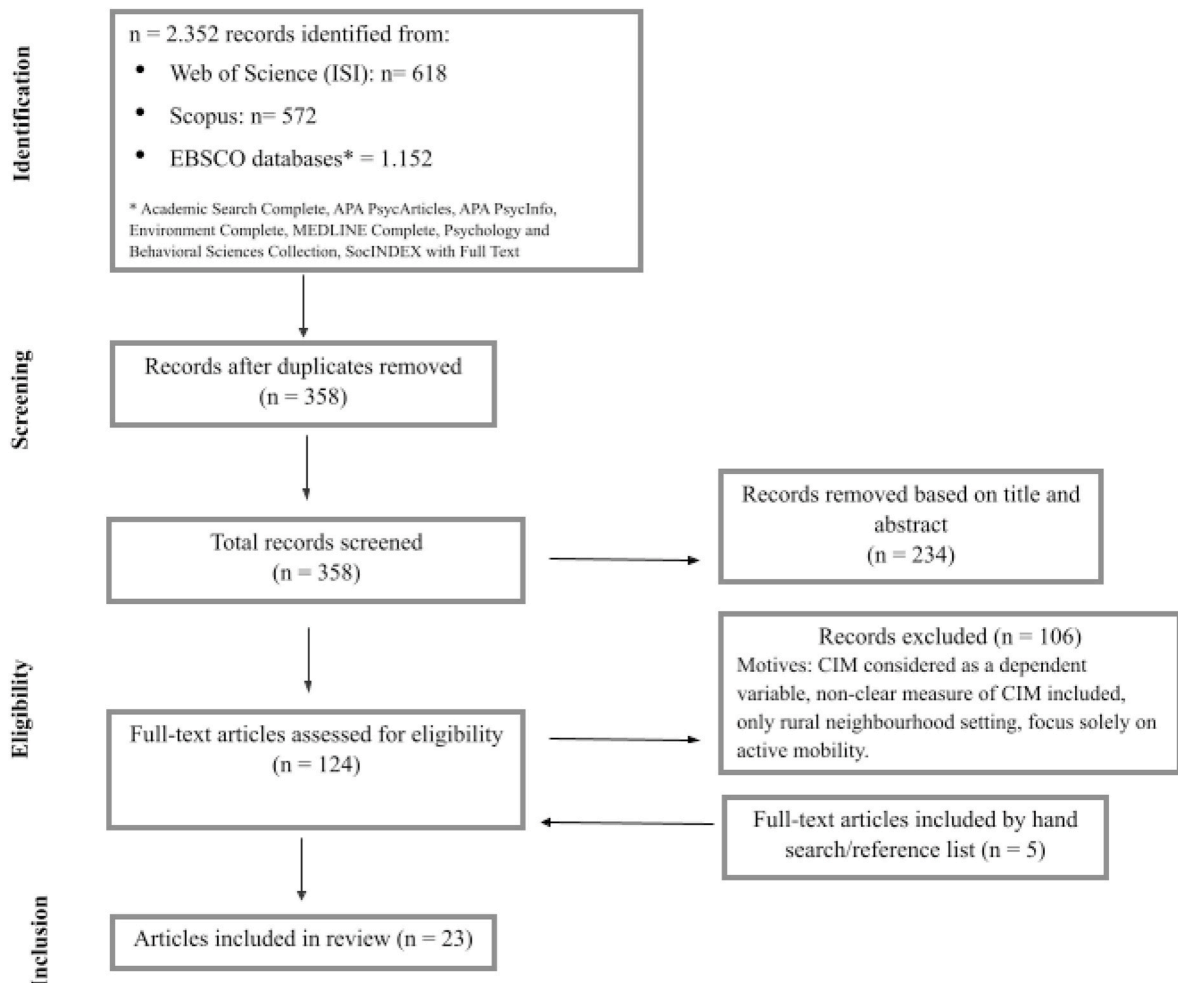 Identification
n = 2.352 records identified from:
• Web of Science (ISI): n= 618
• Scopus: n= 572
• EBSCO databases* = 1.152
* Academic Search Complete, APA PsycArticles, APA PsycInfo,
Environment Complete, MEDLINE Complete, Psychology and
Behavioral Sciences Collection, SocINDEX with Full Text
Screening
Records after duplicates removed
(n = 358)
Total records screened
(n = 358)
Records removed based on title and
abstract
(n = 234)
Eligibility
Full-text articles assessed for eligibility
(n = 124)
Records excluded (n = 106)
Motives: CIM considered as a dependent
variable, non-clear measure of CIM included,
only rural neighbourhood setting, focus solely on
active mobility.
Full-text articles included by hand
search/reference list (n = 5)
Inclusion
Articles included in review (n = 23)